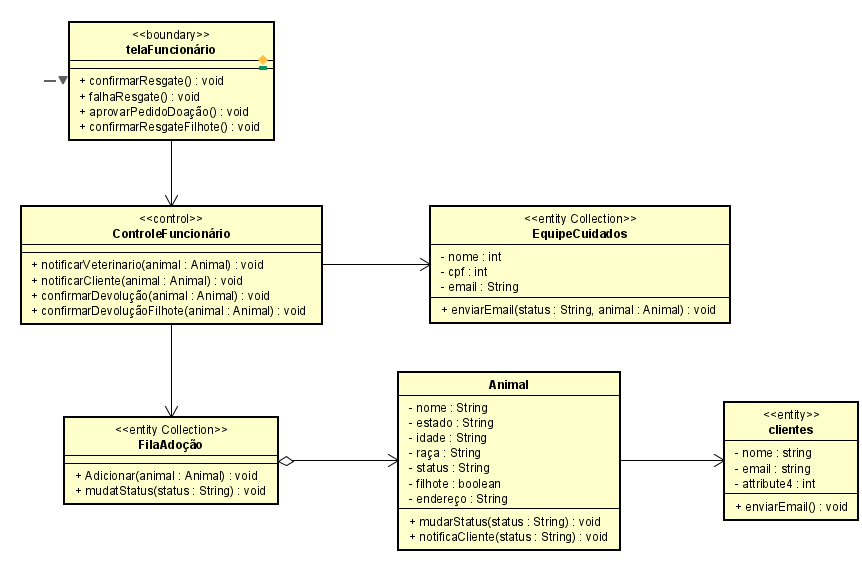 <<boundary>>
telaFuncionário
+ confirmarResgate() : void
+ falhaResgate() : void
+ aprovarPedidoDoação() : void
+ confirmarResgateFilhote() : void
<<control>>
ControleFuncionário
+ notificarVeterinario(animal : Animal) : void
+ notificarCliente(animal : Animal) : void
+ confirmarDevolução(animal : Animal) : void
+ confirmarDevoluçãoFilhote(animal : Animal) : void
<<entity Collection>>
EquipeCuidados
- nome : int
- cpf : int
- email : String
+ enviarEmail(status : String, animal : Animal) : void
<<entity Collection>>
FilaAdoção
+ Adicionar(animal : Animal) : void
+ mudatStatus(status : String) : void
Animal
- nome : String
- estado : String
- idade : String
- raça : String
- status : String
- filhote : boolean
- endereço : String
+ mudarStatus(status : String) : void
+ notificaCliente(status : String) : void
<<entity>>
clientes
- nome : string
- email : string
- attribute4 : int
+ enviarEmail() : void